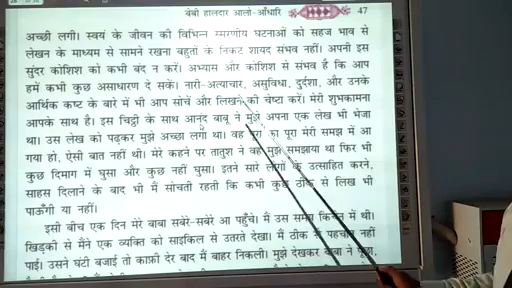 बेबी हालदार आलो-आँधारि 47
अच्छी लगी। स्वयं के जीवन की विभिन्न स्मरणीय घटनाओं को सहज भाव से
लेखन के माध्यम से सामने रखना बहुतों के निकट शायद संभव नहीं। अपनी इस
सुंदर कोशिश को कभी बंद न करें। अभ्यास और कोशिश से संभव है कि आप
हमें कभी कुछ असाधारण दे सकें। नारी-अत्याचार, असुविधा, दुर्दशा, और उनके
आर्थिक कष्ट के बारे में भी आप सोचें और लिखने की चेष्टा करें। मेरी शुभकामना
आपके साथ है। इस चिट्ठी के साथ आनंद बाबू ने मुझे अपना एक लेख भी भेजा
था। उस लेख को पढ़कर मुझे अच्छा लगा था। वह पूरा का पूरा मेरी समझ में आ
गया हो, ऐसी बात नहीं थी। मेरे कहने पर तातुश ने वह मुझे समझाया था फिर भी
कुछ दिमाग में घुसा और कुछ नहीं घुसा। इतने सारे लोगों के उत्साहित करने,
साहस दिलाने के बाद भी मैं सोचती रहती कि कभी कुछ ठीक से लिख भी
पाऊँगी या नहीं।
इसी बीच एक दिन मेरे बाबा सबेरे-सबेरे आ पहुँचे। मैं उस समय किचन में थी।
खिड़की से मैंने एक व्यक्ति को साइकिल से उतरते देखा। मैं ठीक से पहचान नहीं
पाई। उसने घंटी बजाई तो काफ़ी देर बाद मैं बाहर निकली। मुझे देखकर बाबा ने पूछा,